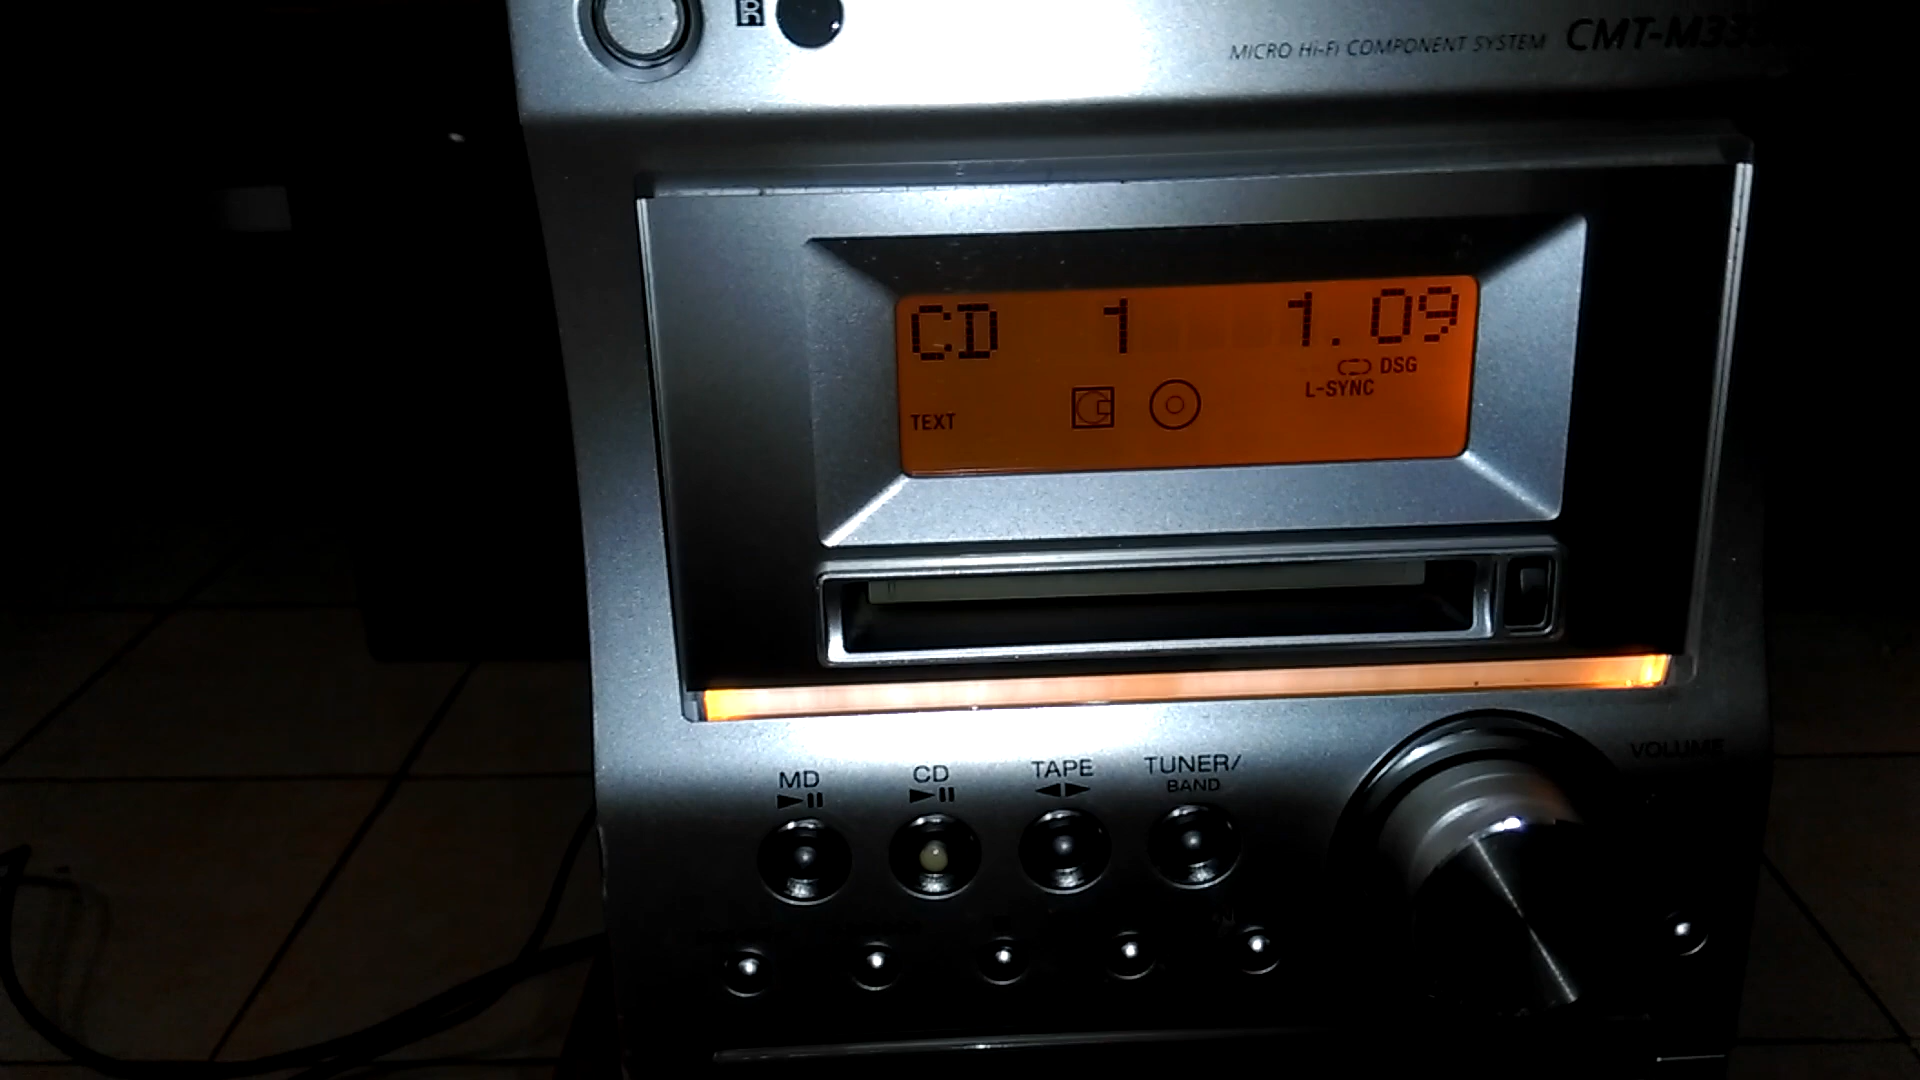 MICRO Hi-Fi COMPONENT SYSTEM
CD 1 1.09
DSG
L-SYNC
TEXT
VOLUME
MD CD TAPE TUNER/
BAND